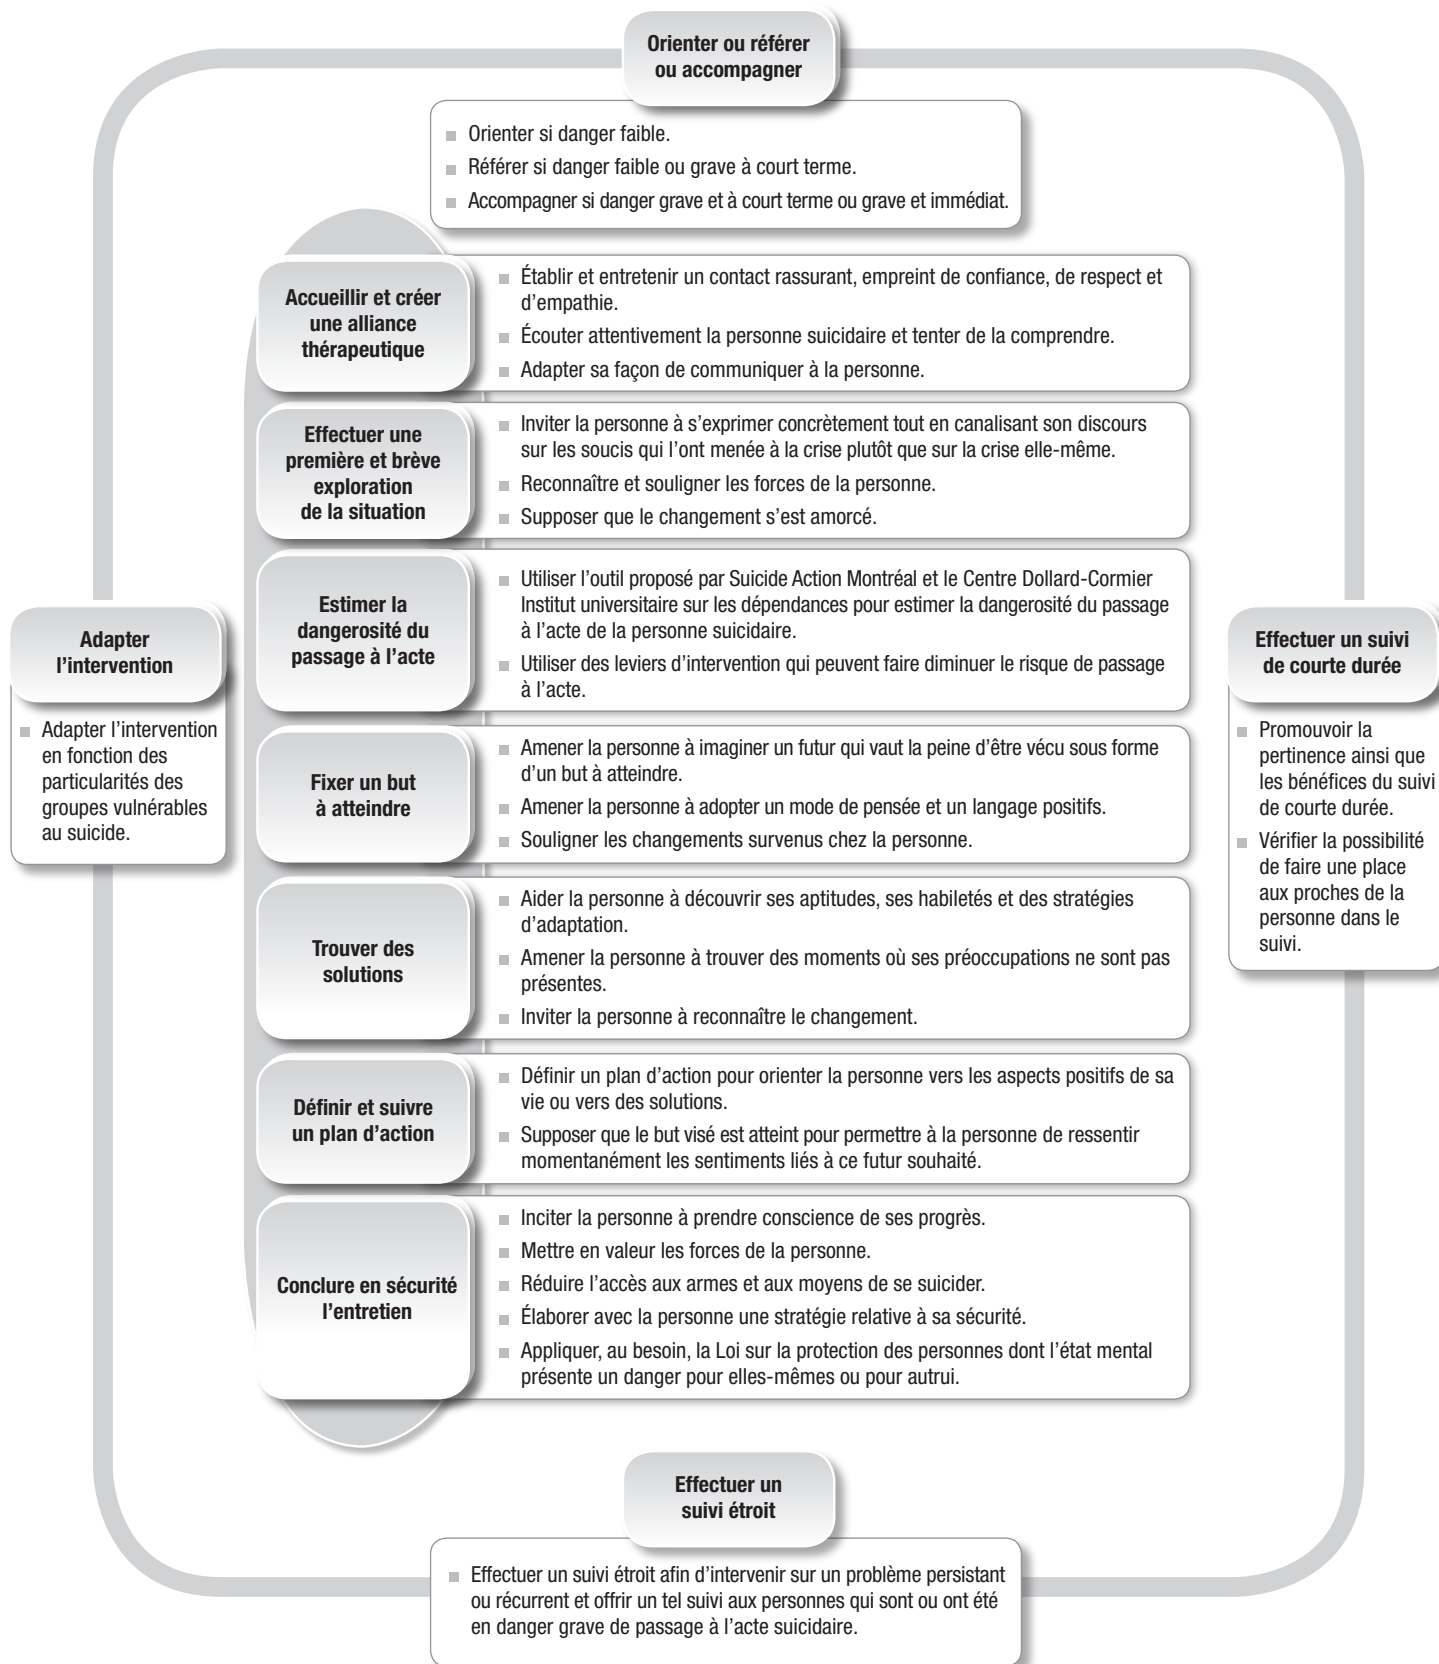 Orienter ou référer
ou accompagner
■ Orienter si danger faible.
■ Référer si danger faible ou grave à court terme.
■ Accompagner si danger grave et à court terme ou grave et immédiat.
Accueillir et créer
une alliance
thérapeutique
■ Établir et entretenir un contact rassurant, empreint de confiance, de respect et
d’empathie.
■ Écouter attentivement la personne suicidaire et tenter de la comprendre.
■ Adapter sa façon de communiquer à la personne.
Effectuer une
première et brève
exploration
de la situation
■ Inviter la personne à s’exprimer concrètement tout en canalisant son discours
sur les soucis qui l’ont menée à la crise plutôt que sur la crise elle-même.
■ Reconnaître et souligner les forces de la personne.
■ Supposer que le changement s’est amorcé.
Estimer la
dangerosité du
passage à l’acte
■ Utiliser l’outil proposé par Suicide Action Montréal et le Centre Dollard-Cormier
Institut universitaire sur les dépendances pour estimer la dangerosité du passage
à l’acte de la personne suicidaire.
■ Utiliser des leviers d’intervention qui peuvent faire diminuer le risque de passage
à l’acte.
Adapter
l’intervention
■ Adapter l’intervention
en fonction des
particularités des
groupes vulnérables
au suicide.
Effectuer un suivi
de courte durée
■ Promouvoir la
pertinence ainsi que
les bénéfices du suivi
de courte durée.
■ Vérifier la possibilité
de faire une place
aux proches de la
personne dans le
suivi.
Fixer un but
à atteindre
■ Amener la personne à imaginer un futur qui vaut la peine d’être vécu sous forme
d’un but à atteindre.
■ Amener la personne à adopter un mode de pensée et un langage positifs.
■ Souligner les changements survenus chez la personne.
Trouver des
solutions
■ Aider la personne à découvrir ses aptitudes, ses habiletés et des stratégies
d’adaptation.
■ Amener la personne à trouver des moments où ses préoccupations ne sont pas
présentes.
■ Inviter la personne à reconnaître le changement.
Définir et suivre
un plan d’action
■ Définir un plan d’action pour orienter la personne vers les aspects positifs de sa
vie ou vers des solutions.
■ Supposer que le but visé est atteint pour permettre à la personne de ressentir
momentanément les sentiments liés à ce futur souhaité.
Conclure en sécurité
l’entretien
■ Inciter la personne à prendre conscience de ses progrès.
■ Mettre en valeur les forces de la personne.
■ Réduire l’accès aux armes et aux moyens de se suicider.
■ Élaborer avec la personne une stratégie relative à sa sécurité.
■ Appliquer, au besoin, la Loi sur la protection des personnes dont l’état mental
présente un danger pour elles-mêmes ou pour autrui.
Effectuer un
suivi étroit
■ Effectuer un suivi étroit afin d’intervenir sur un problème persistant
ou récurrent et offrir un tel suivi aux personnes qui sont ou ont été
en danger grave de passage à l’acte suicidaire.